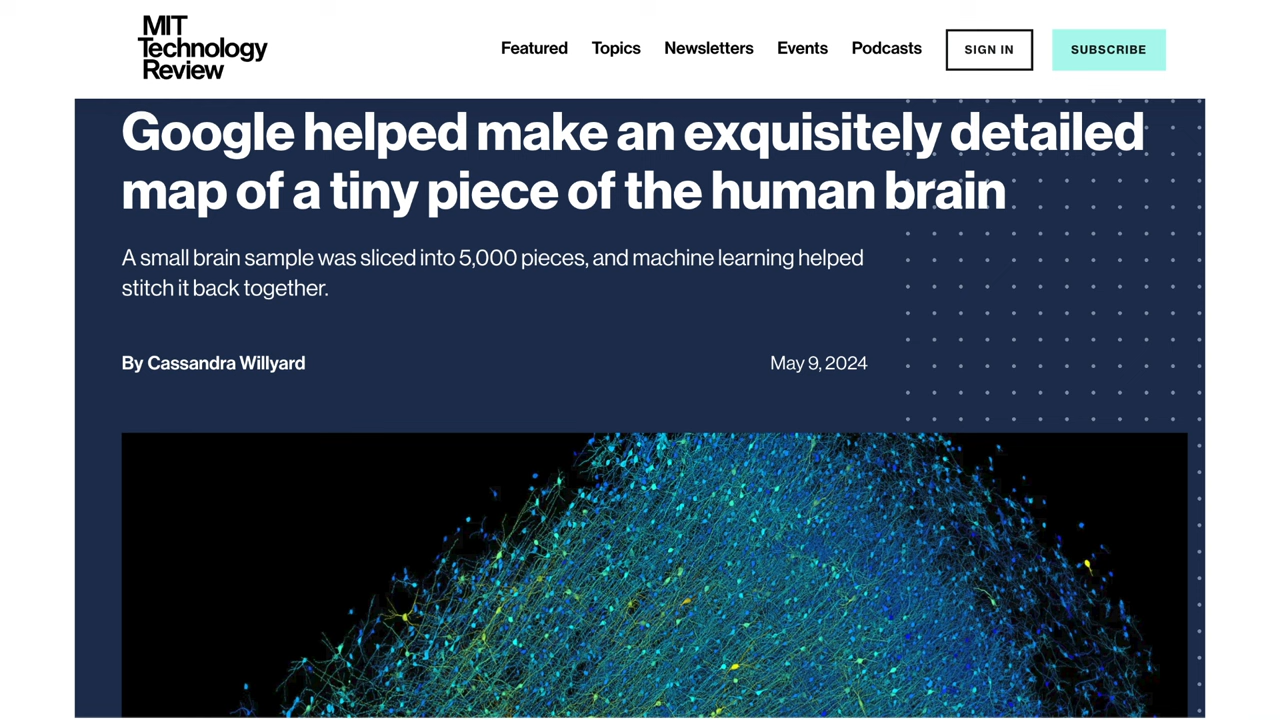 MIT
Technology
Review
Featured Topics Newsletters Events Podcasts SIGN IN SUBSCRIBE
Google helped make an exquisitely detailed
map of a tiny piece of the human brain
A small brain sample was sliced into 5,000 pieces, and machine learning helped
stitch it back together.
By Cassandra Willyard May 9, 2024